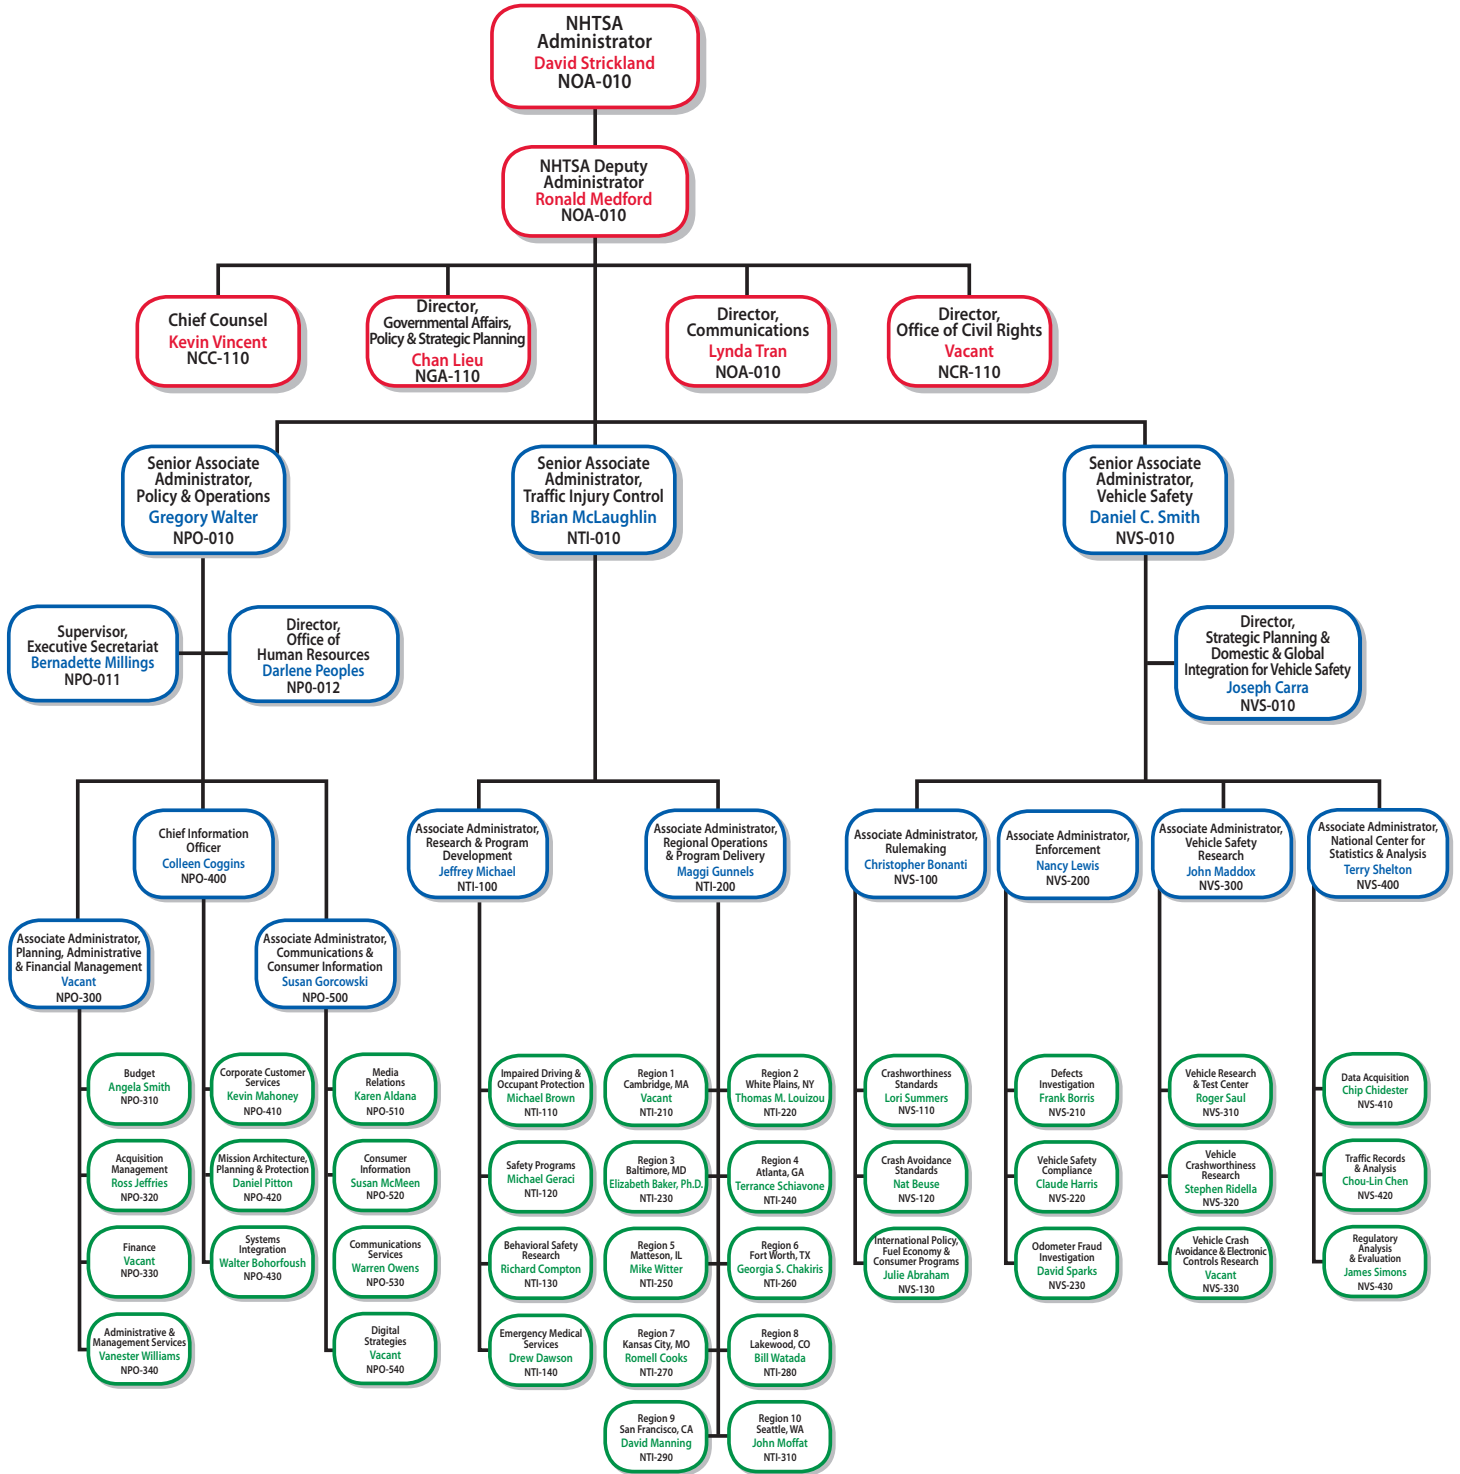 NHTSA
Administrator
David Strickland
NOA-010
NHTSA Deputy
Administrator
Ronald Medford
NOA-010
Chief Counsel
Kevin Vincent
NCC-110
Director,
Governmental Affairs,
Policy & Strategic Planning
Chan Lieu
NGA-110
Director,
Communications
Lynda Tran
NOA-010
Director,
Office of Civil Rights
Vacant
NCR-110
Senior Associate
Administrator,
Policy & Operations
Gregory Walter
NPO-010
Senior Associate
Administrator,
Traffic Injury Control
Brian McLaughlin
NTI-010
Senior Associate
Administrator,
Vehicle Safety
Daniel C. Smith
NVS-010
Supervisor,
Executive Secretariat
Bernadette Millings
NPO-011
Director,
Office of
Human Resources
Darlene Peoples
NP0-012
Director,
Strategic Planning &
Domestic & Global
Integration for Vehicle Safety
Joseph Carra
NVS-010
Chief Information
Officer
Colleen Coggins
NPO-400
Associate Administrator,
Research & Program
Development
Jeffrey Michael
NTI-100
Associate Administrator,
Regional Operations
& Program Delivery
Maggi Gunnels
NTI-200
Associate Administrator,
Rulemaking
Christopher Bonanti
NVS-100
Associate Administrator,
Enforcement
Nancy Lewis
NVS-200
Associate Administrator,
Vehicle Safety
Research
John Maddox
NVS-300
Associate Administrator,
National Center for
Statistics & Analysis
Terry Shelton
NVS-400
Associate Administrator,
Planning, Administrative
& Financial Management
Vacant
NPO-300
Associate Administrator,
Communications &
Consumer Information
Susan Gorcowski
NPO-500
Budget
Angela Smith
NPO-310
Corporate Customer
Services
Kevin Mahoney
NPO-410
Media
Relations
Karen Aldana
NPO-510
Impaired Driving &
Occupant Protection
Michael Brown
NTI-110
Region 1
Cambridge, MA
Vacant
NTI-210
Region 2
White Plains, NY
Thomas M. Louizou
NTI-220
Crashworthiness
Standards
Lori Summers
NVS-110
Defects
Investigation
Frank Borris
NVS-210
Vehicle Research
& Test Center
Roger Saul
NVS-310
Data Acquisition
Chip Chidester
NVS-410
Acquisition
Management
Ross Jeffries
NPO-320
Mission Architecture,
Planning & Protection
Daniel Pitton
NPO-420
Consumer
Information
Susan McMeen
NPO-520
Safety Programs
Michael Geraci
NTI-120
Region 3
Baltimore, MD
Elizabeth Baker, Ph.D.
NTI-230
Region 4
Atlanta, GA
Terrance Schiavone
NTI-240
Crash Avoidance
Standards
Nat Beuse
NVS-120
Vehicle Safety
Compliance
Claude Harris
NVS-220
Vehicle
Crashworthiness
Research
Stephen Ridella
NVS-320
Traffic Records
& Analysis
Chou-Lin Chen
NVS-420
Finance
Vacant
NPO-330
Systems
Integration
Walter Bohorfoush
NPO-430
Communications
Services
Warren Owens
NPO-530
Behavioral Safety
Research
Richard Compton
NTI-130
Region 5
Matteson, IL
Mike Witter
NTI-250
Region 6
Fort Worth, TX
Georgia S. Chakiris
NTI-260
International Policy,
Fuel Economy &
Consumer Programs
Julie Abraham
NVS-130
Odometer Fraud
Investigation
David Sparks
NVS-230
Vehicle Crash
Avoidance & Electronic
Controls Research
Vacant
NVS-330
Regulatory
Analysis
& Evaluation
James Simons
NVS-430
Administrative &
Management Services
Vanester Williams
NPO-340
Digital
Strategies
Vacant
NPO-540
Emergency Medical
Services
Drew Dawson
NTI-140
Region 7
Kansas City, MO
Romell Cooks
NTI-270
Region 8
Lakewood, CO
Bill Watada
NTI-280
Region 9
San Francisco, CA
David Manning
NTI-290
Region 10
Seattle, WA
John Moffat
NTI-310